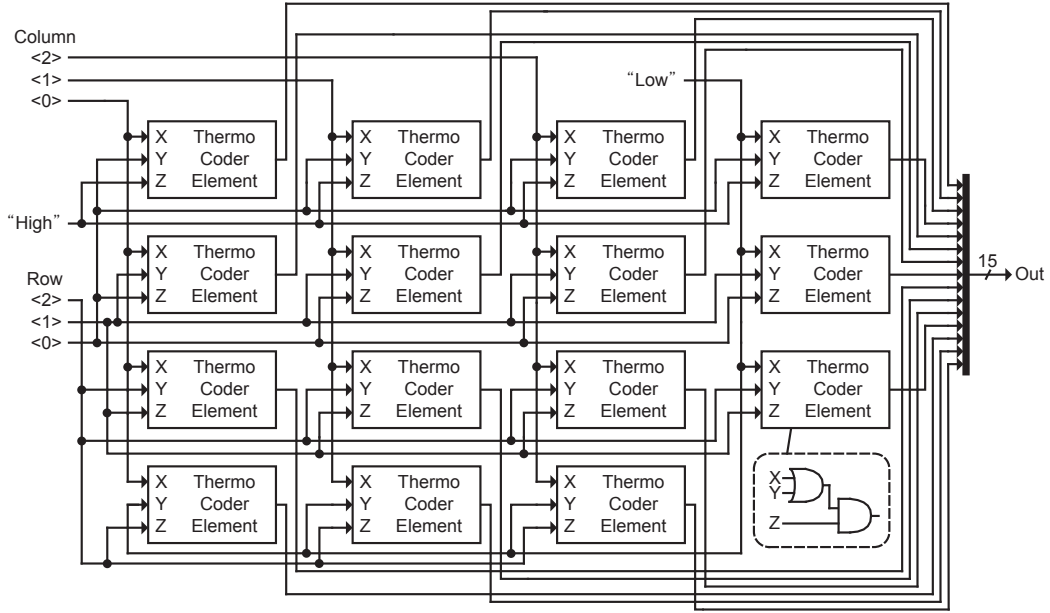 Column
<2>
<1>
<0>
"Low"
X Thermo
Y Coder
Z Element
X Thermo
Y Coder
Z Element
X Thermo
Y Coder
Z Element
X Thermo
Y Coder
Z Element
"High"
X Thermo
Y Coder
Z Element
X Thermo
Y Coder
Z Element
X Thermo
Y Coder
Z Element
X Thermo
Y Coder
Z Element
15
Out
Row
<2>
<1>
<0>
X Thermo
Y Coder
Z Element
X Thermo
Y Coder
Z Element
X Thermo
Y Coder
Z Element
X Thermo
Y Coder
Z Element
X Thermo
Y Coder
Z Element
X Thermo
Y Coder
Z Element
X Thermo
Y Coder
Z Element
X
Y
Z